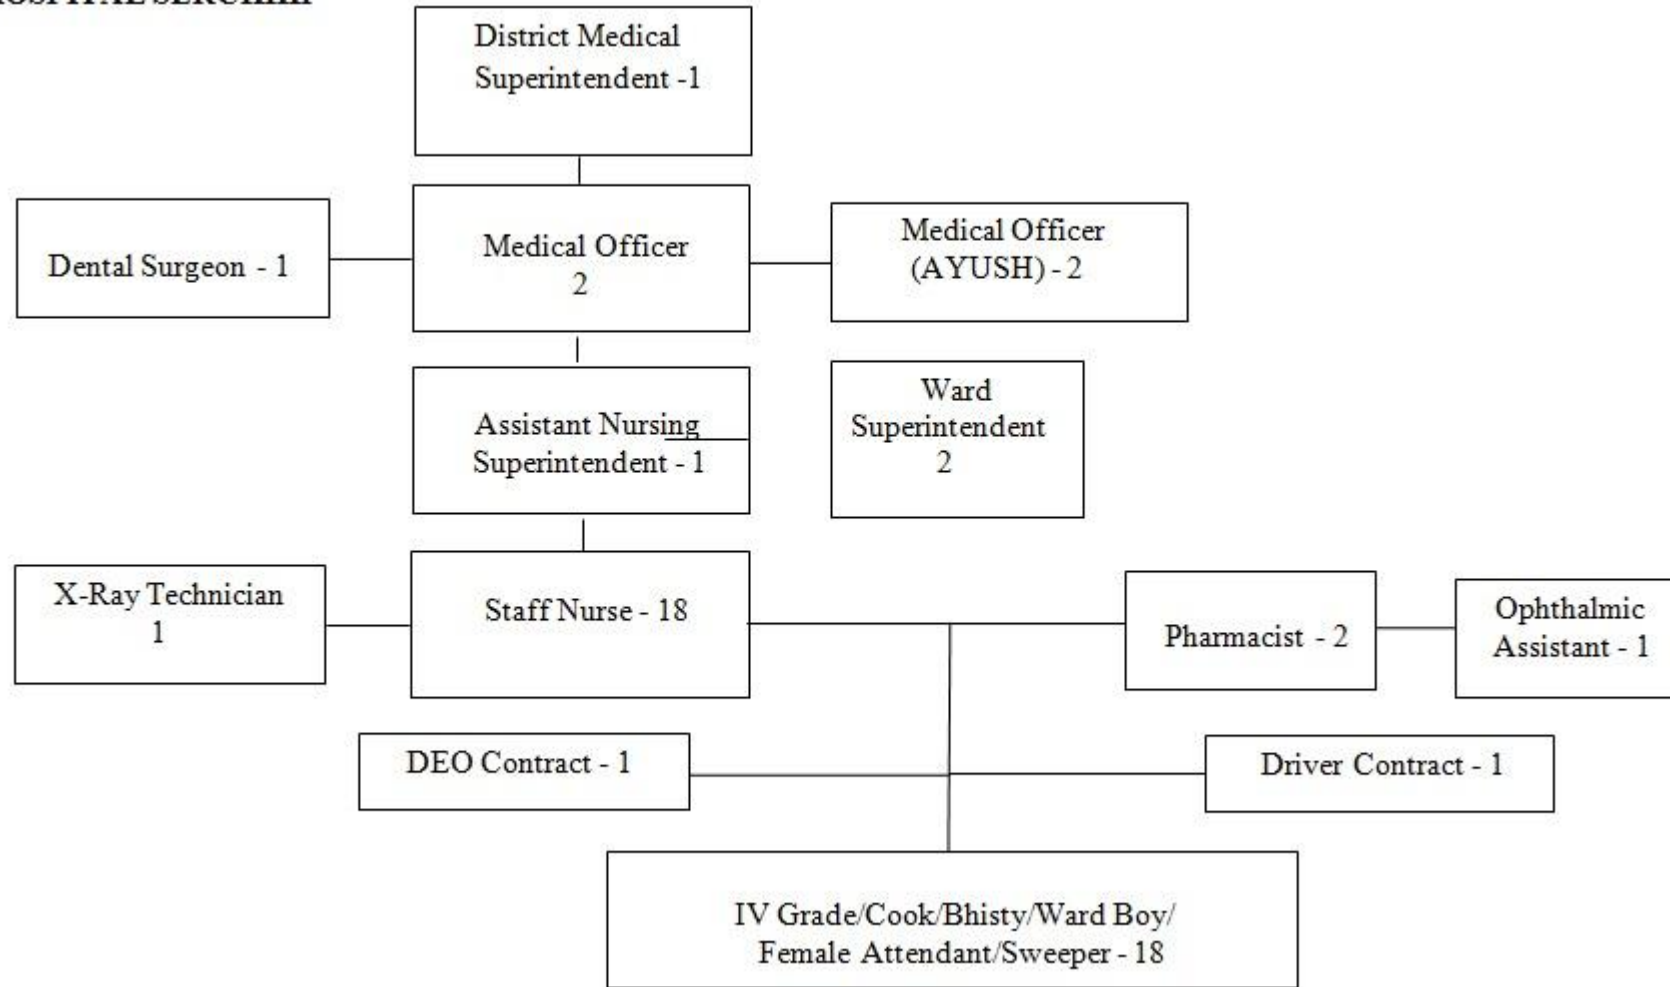 District Medical
Superintendent -1
Dental Surgeon - 1
Medical Officer
2
Medical Officer
(AYUSH) - 2
Assistant Nursing
Superintendent - 1
Ward
Superintendent
2
X-Ray Technician
1
Staff Nurse - 18
Pharmacist - 2
Ophthalmic
Assistant - 1
DEO Contract - 1
Driver Contract - 1
IV Grade/Cook/Bhisty/Ward Boy/
Female Attendant/Sweeper - 18